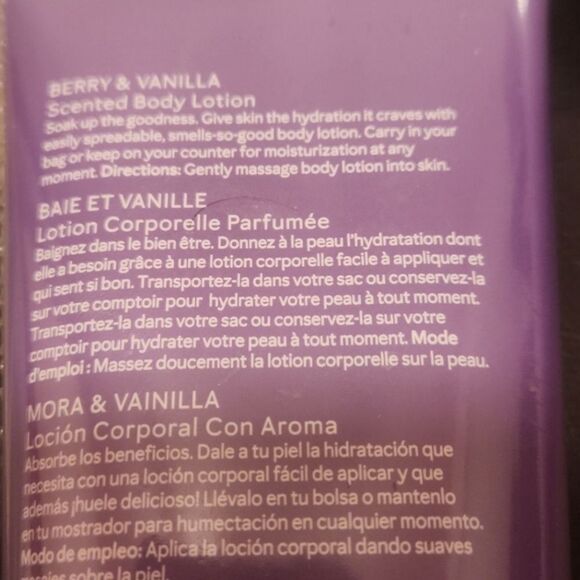 BERRY & VANILLA
Scented Body Lotion
Soak up the goodness. Give skin the hydration it craves with
easily spreadable, smells-so-good body lotion. Carry in your
bag or keep on your counter for moisturization at any
moment. Directions: Gently massage body lotion into skin.
BAIE ET VANILLE
Lotion Corporelle Parfumée
Baignez dans le bien être. Donnez à la peau l'hydratation dont
elle a besoin grâce à une lotion corporelle facile à appliquer et
qui sent si bon. Transportez-la dans votre sac ou conservez-la
sur votre comptoir pour hydrater votre peau à tout moment.
Transportez-la dans votre sac ou conservez-la sur votre
comptoir pour hydrater votre peau à tout moment. Mode
d'emploi : Massez doucement la lotion corporelle sur la peau.
MORA & VAINILLA
Loción Corporal Con Aroma
Absorbe los beneficios. Dale a tu piel la hidratación que
necesita con una loción corporal fácil de aplicar y que
además ¡huele delicioso! Llévalo en tu bolsa o mantenlo
en tu mostrador para humectación en cualquier momento.
Modo de empleo: Aplica la loción corporal dando suaves
sobre la piel.